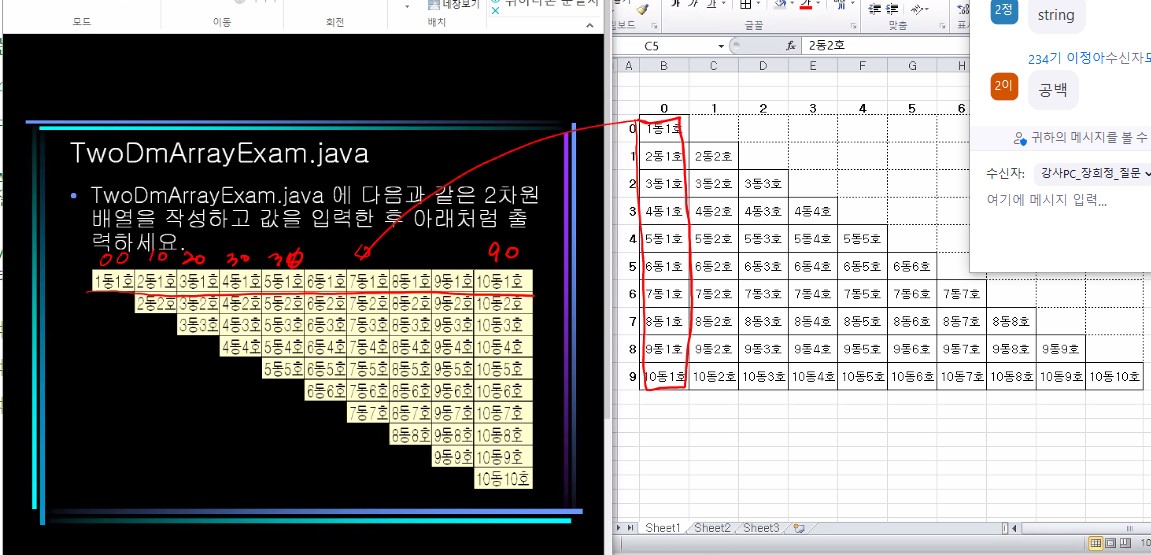 모드
이동
회전
배치
글꼴
맞춤
C5
fx
2동2호
A B C D E F G H
0 1 2 3 4 5 6
0 1동1호
1 2동1호 2동2호
2 3동1호 3동2호 3동3호
3 4동1호 4동2호 4동3호 4동4호
4 5동1호 5동2호 5동3호 5동4호 5동5호
5 6동1호 6동2호 6동3호 6동4호 6동5호 6동6호
6 7동1호 7동2호 7동3호 7동4호 7동5호 7동6호 7동7호
7 8동1호 8동2호 8동3호 8동4호 8동5호 8동6호 8동7호 8동8호
8 9동1호 9동2호 9동3호 9동4호 9동5호 9동6호 9동7호 9동8호 9동9호
9 10동1호 10동2호 10동3호 10동4호 10동5호 10동6호 10동7호 10동8호 10동9호 10동10호
Sheet1 Sheet2 Sheet3
TwoDmArrayExam.java
• TwoDmArrayExam.java 에 다음과 같은 2차원
배열을 작성하고 값을 입력한 후 아래처럼 출
력하세요.
00 10 20 30 90
1동1호 2동1호 3동1호 4동1호 5동1호 6동1호 7동1호 8동1호 9동1호 10동1호
2동2호 3동2호 4동2호 5동2호 6동2호 7동2호 8동2호 9동2호 10동2호
3동3호 4동3호 5동3호 6동3호 7동3호 8동3호 9동3호 10동3호
4동4호 5동4호 6동4호 7동4호 8동4호 9동4호 10동4호
5동5호 6동5호 7동5호 8동5호 9동5호 10동5호
6동6호 7동6호 8동6호 9동6호 10동6호
7동7호 8동7호 9동7호 10동7호
8동8호 9동8호 10동8호
9동9호 10동9호
10동10호
2정
string
234기 이정아수신자
2이
공백
귀하의 메시지를 볼 수
수신자: 강사PC_장희정_질문
여기에 메시지 입력...